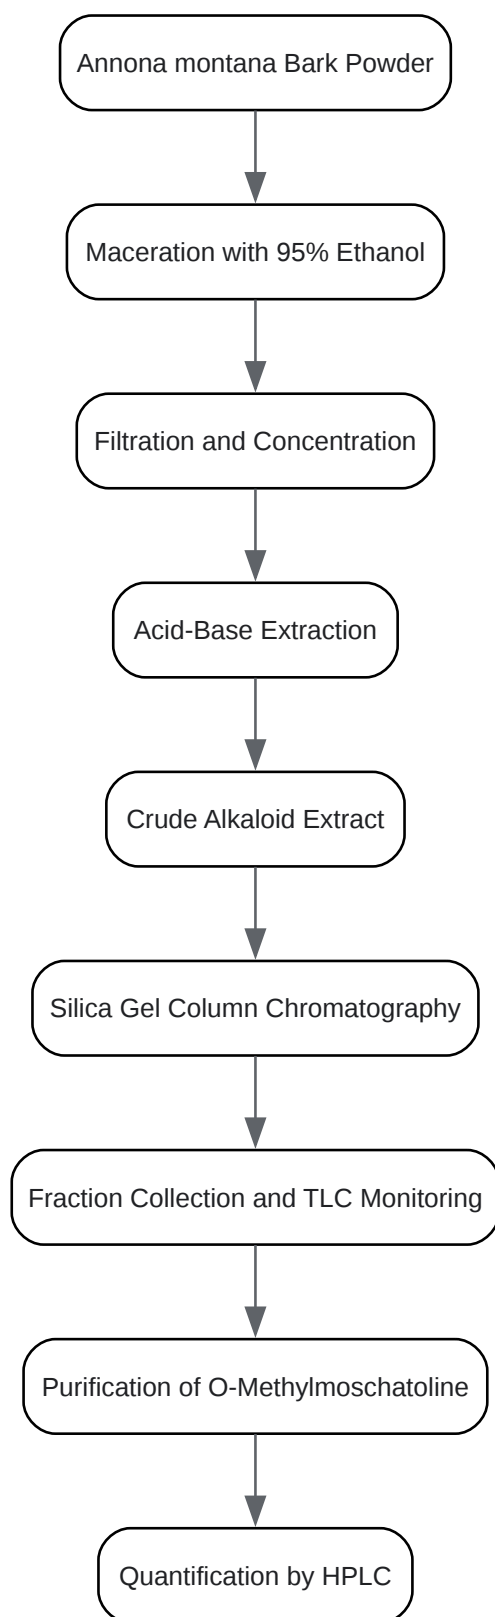 Annona montana Bark Powder
Maceration with 95% Ethanol
Filtration and Concentration
Acid-Base Extraction
Crude Alkaloid Extract
Silica Gel Column Chromatography
Fraction Collection and TLC Monitoring
Purification of O-Methylmoschatoline
Quantification by HPLC